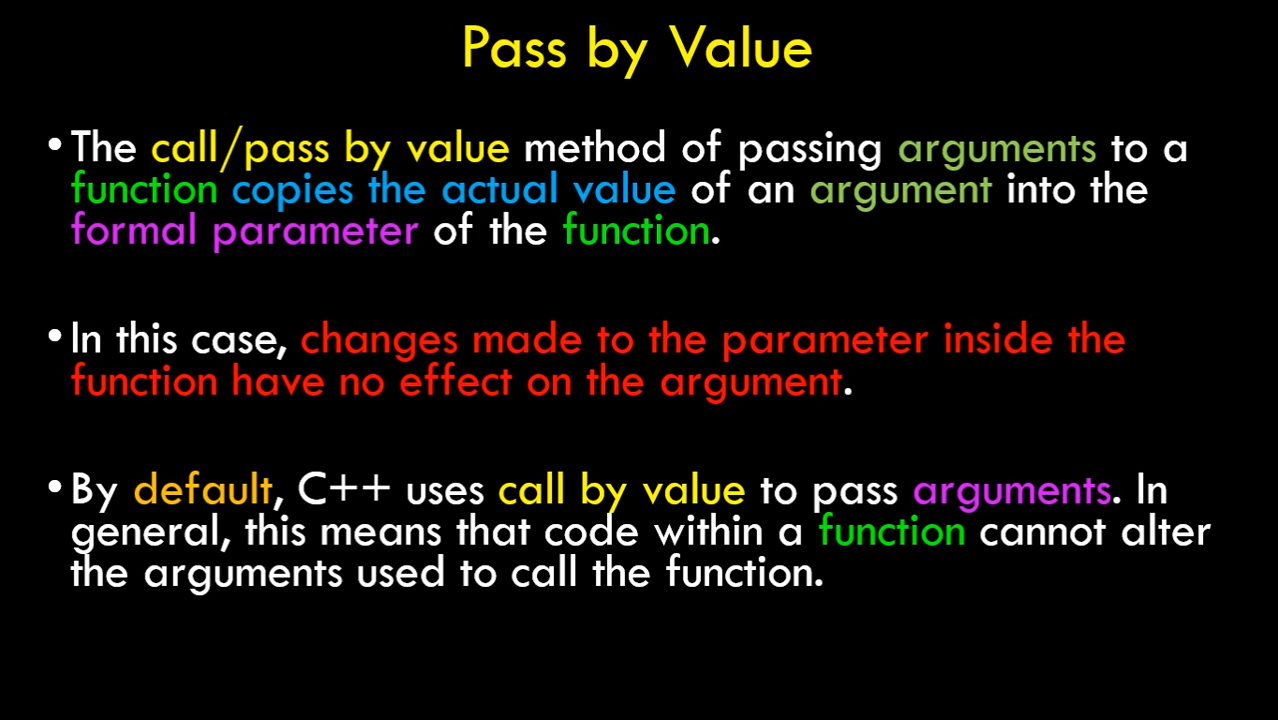 Pass by Value
• The call/pass by value method of passing arguments to a
function copies the actual value of an argument into the
formal parameter of the function.
• In this case, changes made to the parameter inside the
function have no effect on the argument.
• By default, C++ uses call by value to pass arguments. In
general, this means that code within a function cannot alter
the arguments used to call the function.